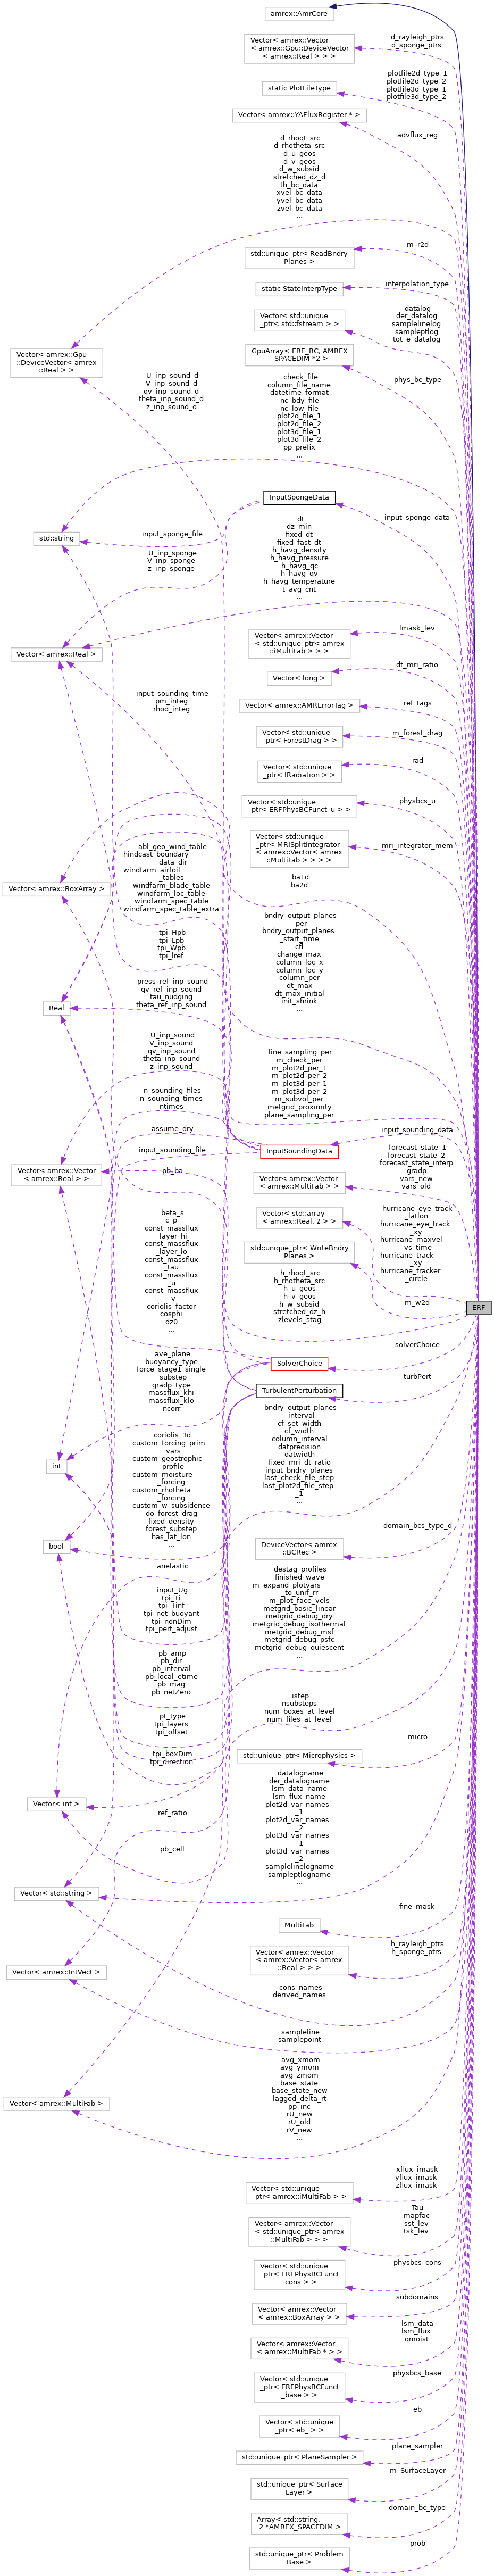 amrex::AmrCore
Vector< amrex::Vector
< amrex::Gpu::DeviceVector
< amrex::Real > > >
d_rayleigh_ptrs
d_sponge_ptrs
static PlotFileType
plotfile2d_type_1
plotfile2d_type_2
plotfile3d_type_1
plotfile3d_type_2
Vector< amrex::YAFluxRegister * >
advflux_reg
d_rhoqt_src
d_rhotheta_src
d_u_geos
d_v_geos
d_w_subsid
stretched_dz_d
th_bc_data
xvel_bc_data
yvel_bc_data
zvel_bc_data
...
std::unique_ptr< ReadBndry
Planes >
m_r2d
static StateInterpType
interpolation_type
Vector< std::unique
_ptr< std::fstream > >
datalog
der_datalog
samplelinelog
sampleptlog
tot_e_datalog
GpuArray< ERF_BC, AMREX
_SPACEDIM *2 >
phys_bc_type
Vector< amrex::Gpu
::DeviceVector< amrex
::Real > >
U_inp_sound_d
V_inp_sound_d
qv_inp_sound_d
theta_inp_sound_d
z_inp_sound_d
check_file
column_file_name
datetime_format
nc_bdy_file
nc_low_file
plot2d_file_1
plot2d_file_2
plot3d_file_1
plot3d_file_2
pp_prefix
...
InputSpongeData
input_sponge_data
std::string
input_sponge_file
U_inp_sponge
V_inp_sponge
z_inp_sponge
dt
dz_min
fixed_dt
fixed_fast_dt
h_havg_density
h_havg_pressure
h_havg_qc
h_havg_qv
h_havg_temperature
t_avg_cnt
...
Vector< amrex::Real >
Vector< amrex::Vector
< std::unique_ptr< amrex
::iMultiFab > > >
lmask_lev
Vector< long >
dt_mri_ratio
Vector< amrex::AMRErrorTag >
ref_tags
input_sounding_time
pm_integ
rhod_integ
Vector< std::unique
_ptr< ForestDrag > >
m_forest_drag
Vector< std::unique
_ptr< IRadiation > >
rad
Vector< std::unique
_ptr< ERFPhysBCFunct_u > >
physbcs_u
Vector< std::unique
_ptr< MRISplitIntegrator
< amrex::Vector< amrex
::MultiFab > > > >
mri_integrator_mem
abl_geo_wind_table
hindcast_boundary
_data_dir
windfarm_airfoil
_tables
windfarm_blade_table
windfarm_loc_table
windfarm_spec_table
windfarm_spec_table_extra
ba1d
ba2d
Vector< amrex::BoxArray >
bndry_output_planes
_per
bndry_output_planes
_start_time
cfl
change_max
column_loc_x
column_loc_y
column_per
dt_max
dt_max_initial
init_shrink
...
tpi_Hpb
tpi_Lpb
tpi_Wpb
tpi_lref
Real
press_ref_inp_sound
qv_ref_inp_sound
tau_nudging
theta_ref_inp_sound
U_inp_sound
V_inp_sound
qv_inp_sound
theta_inp_sound
z_inp_sound
line_sampling_per
m_check_per
m_plot2d_per_1
m_plot2d_per_2
m_plot3d_per_1
m_plot3d_per_2
m_subvol_per
metgrid_proximity
plane_sampling_per
n_sounding_files
n_sounding_times
ntimes
assume_dry
input_sounding_file
InputSoundingData
input_sounding_data
Vector< amrex::Vector
< amrex::Real > >
pb_ba
Vector< amrex::Vector
< amrex::MultiFab > >
forecast_state_1
forecast_state_2
forecast_state_interp
gradp
vars_new
vars_old
Vector< std::array
< amrex::Real, 2 > >
hurricane_eye_track
_latlon
hurricane_eye_track
_xy
hurricane_maxvel
_vs_time
hurricane_track
_xy
hurricane_tracker
_circle
std::unique_ptr< WriteBndry
Planes >
m_w2d
ERF
beta_s
c_p
const_massflux
_layer_hi
const_massflux
_layer_lo
const_massflux
_tau
const_massflux
_u
const_massflux
_v
coriolis_factor
cosphi
dz0
...
h_rhoqt_src
h_rhotheta_src
h_u_geos
h_v_geos
h_w_subsid
stretched_dz_h
zlevels_stag
SolverChoice
solverChoice
ave_plane
buoyancy_type
force_stage1_single
_substep
gradp_type
massflux_khi
massflux_klo
ncorr
TurbulentPerturbation
turbPert
int
bndry_output_planes
_interval
cf_set_width
cf_width
column_interval
datprecision
datwidth
fixed_mri_dt_ratio
input_bndry_planes
last_check_file_step
last_plot2d_file_step
_1
...
coriolis_3d
custom_forcing_prim
_vars
custom_geostrophic
_profile
custom_moisture
_forcing
custom_rhotheta
_forcing
custom_w_subsidence
do_forest_drag
fixed_density
forest_substep
has_lat_lon
...
bool
DeviceVector< amrex
::BCRec >
domain_bcs_type_d
anelastic
destag_profiles
finished_wave
m_expand_plotvars
_to_unif_rr
m_plot_face_vels
metgrid_basic_linear
metgrid_debug_dry
metgrid_debug_isothermal
metgrid_debug_msf
metgrid_debug_psfc
metgrid_debug_quiescent
...
input_Ug
tpi_Ti
tpi_Tinf
tpi_net_buoyant
tpi_nonDim
tpi_pert_adjust
pb_amp
pb_dir
pb_interval
pb_local_etime
pb_mag
pb_netZero
istep
nsubsteps
num_boxes_at_level
num_files_at_level
pt_type
tpi_layers
tpi_offset
micro
std::unique_ptr< Microphysics >
tpi_boxDim
tpi_direction
Vector< int >
datalogname
der_datalogname
lsm_data_name
lsm_flux_name
plot2d_var_names
_1
plot2d_var_names
_2
plot3d_var_names
_1
plot3d_var_names
_2
samplelinelogname
sampleptlogname
...
ref_ratio
pb_cell
Vector< std::string >
MultiFab
fine_mask
Vector< amrex::Vector
< amrex::Vector< amrex
::Real > > >
h_rayleigh_ptrs
h_sponge_ptrs
Vector< amrex::IntVect >
cons_names
derived_names
sampleline
samplepoint
Vector< amrex::MultiFab >
avg_xmom
avg_ymom
avg_zmom
base_state
base_state_new
lagged_delta_rt
pp_inc
rU_new
rU_old
rV_new
...
Vector< std::unique
_ptr< amrex::iMultiFab > >
xflux_imask
yflux_imask
zflux_imask
Vector< amrex::Vector
< std::unique_ptr< amrex
::MultiFab > > >
Tau
mapfac
sst_lev
tsk_lev
Vector< std::unique
_ptr< ERFPhysBCFunct
_cons > >
physbcs_cons
Vector< amrex::Vector
< amrex::BoxArray > >
subdomains
Vector< amrex::Vector
< amrex::MultiFab * > >
lsm_data
lsm_flux
qmoist
Vector< std::unique
_ptr< ERFPhysBCFunct
_base > >
physbcs_base
Vector< std::unique
_ptr< eb_ > >
eb
std::unique_ptr< PlaneSampler >
plane_sampler
std::unique_ptr< Surface
Layer >
m_SurfaceLayer
Array< std::string,
2 *AMREX_SPACEDIM >
domain_bc_type
std::unique_ptr< Problem
Base >
prob